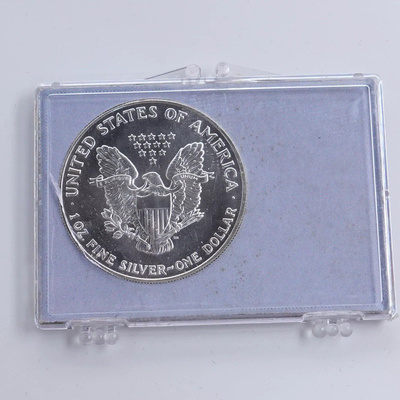 UNITED STATES OF AMERICA
1 OZ. FINE SILVER~ONE DOLLAR